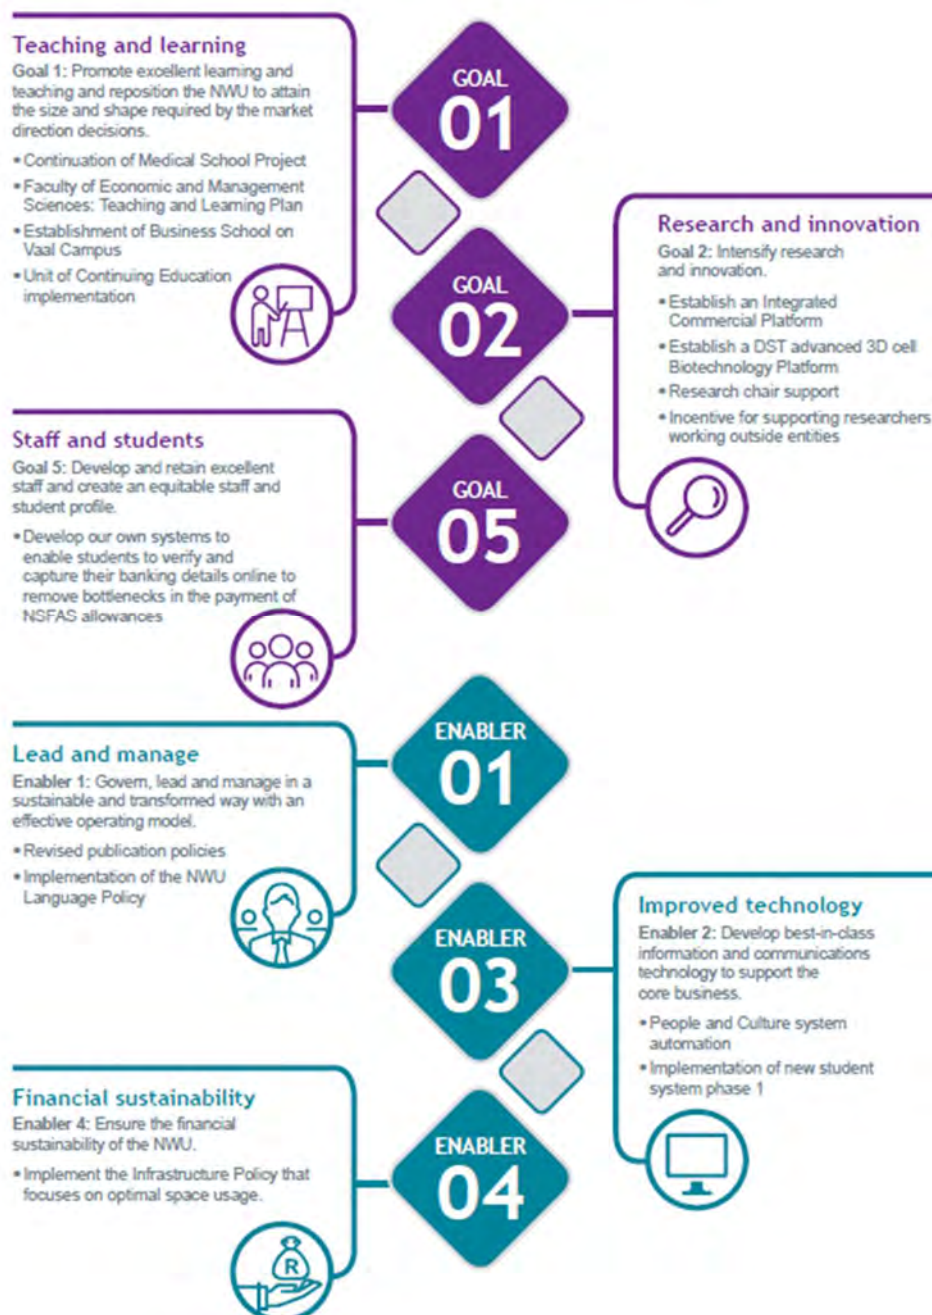 Teaching and learning
Goal 1: Promote excellent learning and
teaching and reposition the NWU to attain
the size and shape required by the market
direction decisions.
• Continuation of Medical School Project
• Faculty of Economic and Management
Sciences: Teaching and Learning Plan
• Establishment of Business School on
Vaal Campus
• Unit of Continuing Education
implementation
GOAL
01
GOAL
02
Research and innovation
Goal 2: Intensify research
and innovation.
• Establish an Integrated
Commercial Platform
• Establish a DST advanced 3D cell
Biotechnology Platform
• Research chair support
• Incentive for supporting researchers
working outside entities
Staff and students
Goal 5: Develop and retain excellent
staff and create an equitable staff and
student profile.
• Develop our own systems to
enable students to verify and
capture their banking details online to
remove bottlenecks in the payment of
NSFAS allowances
GOAL
05
Lead and manage
Enabler 1: Govern, lead and manage in a
sustainable and transformed way with an
effective operating model.
• Revised publication policies
• Implementation of the NWU
Language Policy
ENABLER
01
ENABLER
03
Improved technology
Enabler 2: Develop best-in-class
information and communications
technology to support the
core business.
• People and Culture system
automation
• Implementation of new student
system phase 1
Financial sustainability
Enabler 4: Ensure the financial
sustainability of the NWU.
• Implement the Infrastructure Policy that
focuses on optimal space usage.
R
ENABLER
04